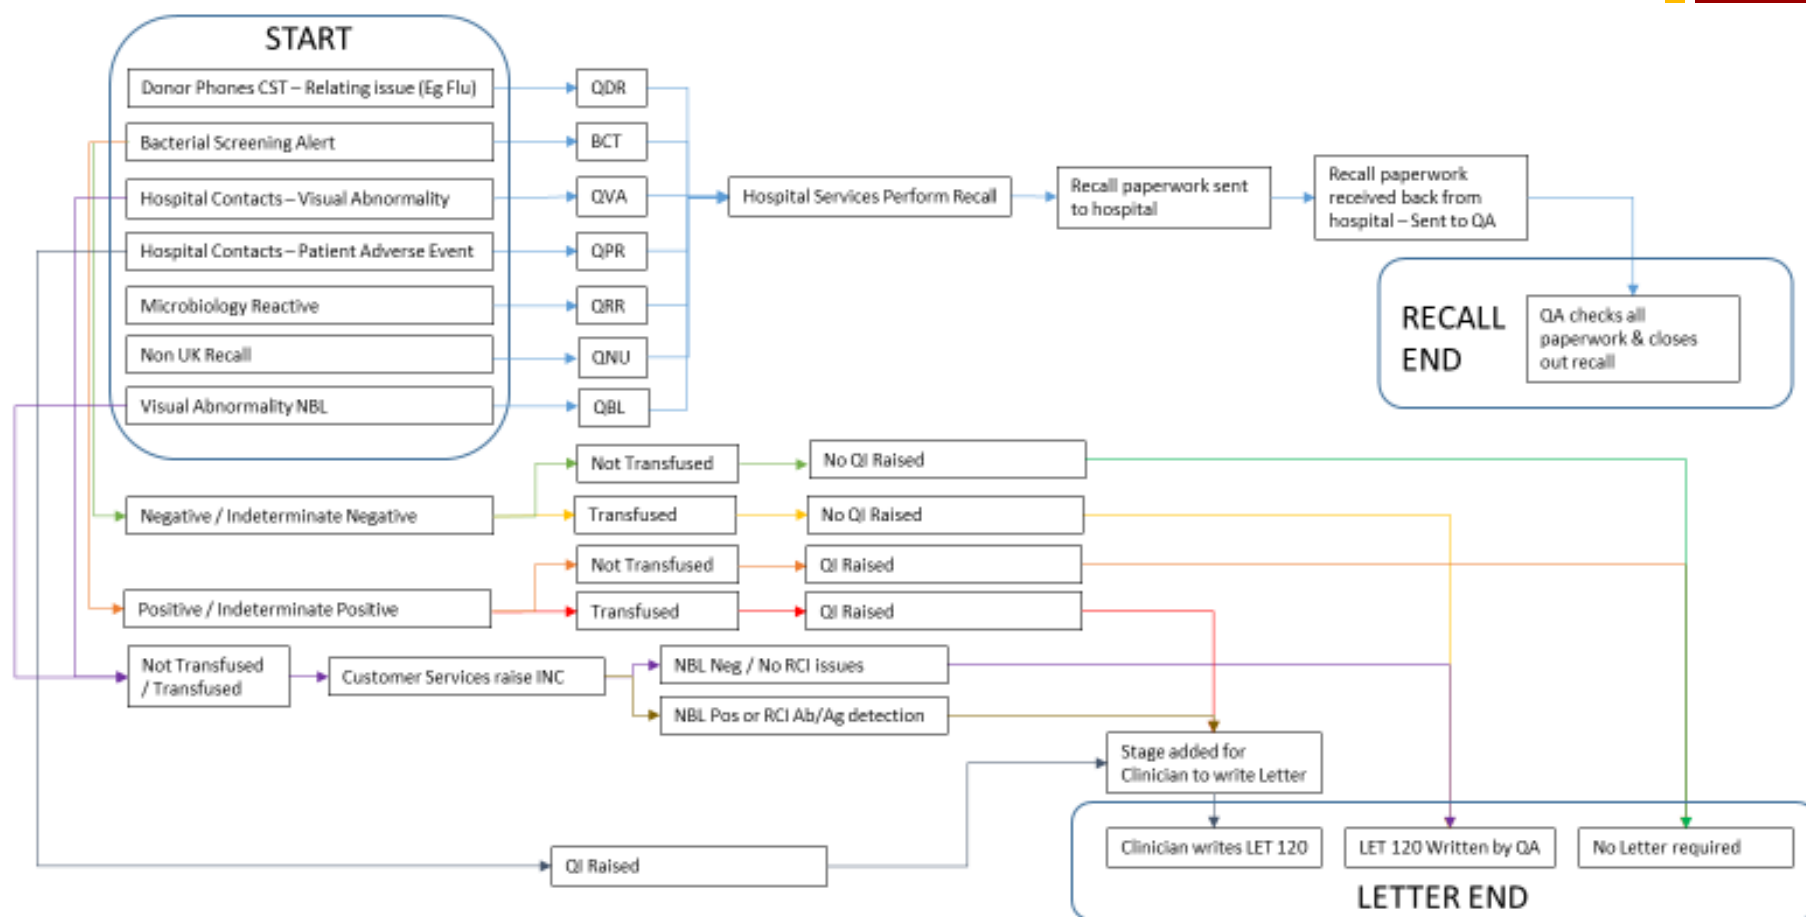 START
Donor Phones CST – Relating issue (Eg Flu)
QDR
Bacterial Screening Alert
BCT
Hospital Contacts – Visual Abnormality
QVA
Hospital Services Perform Recall
Recall paperwork sent
to hospital
Recall paperwork
received back from
hospital – Sent to QA
Hospital Contacts – Patient Adverse Event
QPR
Microbiology Reactive
QRR
Non UK Recall
QNU
Visual Abnormality NBL
QBL
RECALL
END
QA checks all
paperwork & closes
out recall
Not Transfused
No QI Raised
Negative / Indeterminate Negative
Transfused
No QI Raised
Not Transfused
QI Raised
Positive / Indeterminate Positive
Transfused
QI Raised
Not Transfused
/ Transfused
Customer Services raise INC
NBL Neg / No RCI issues
NBL Pos or RCI Ab/Ag detection
Stage added for
Clinician to write Letter
QI Raised
Clinician writes LET 120
LET 120 Written by QA
No Letter required
LETTER END